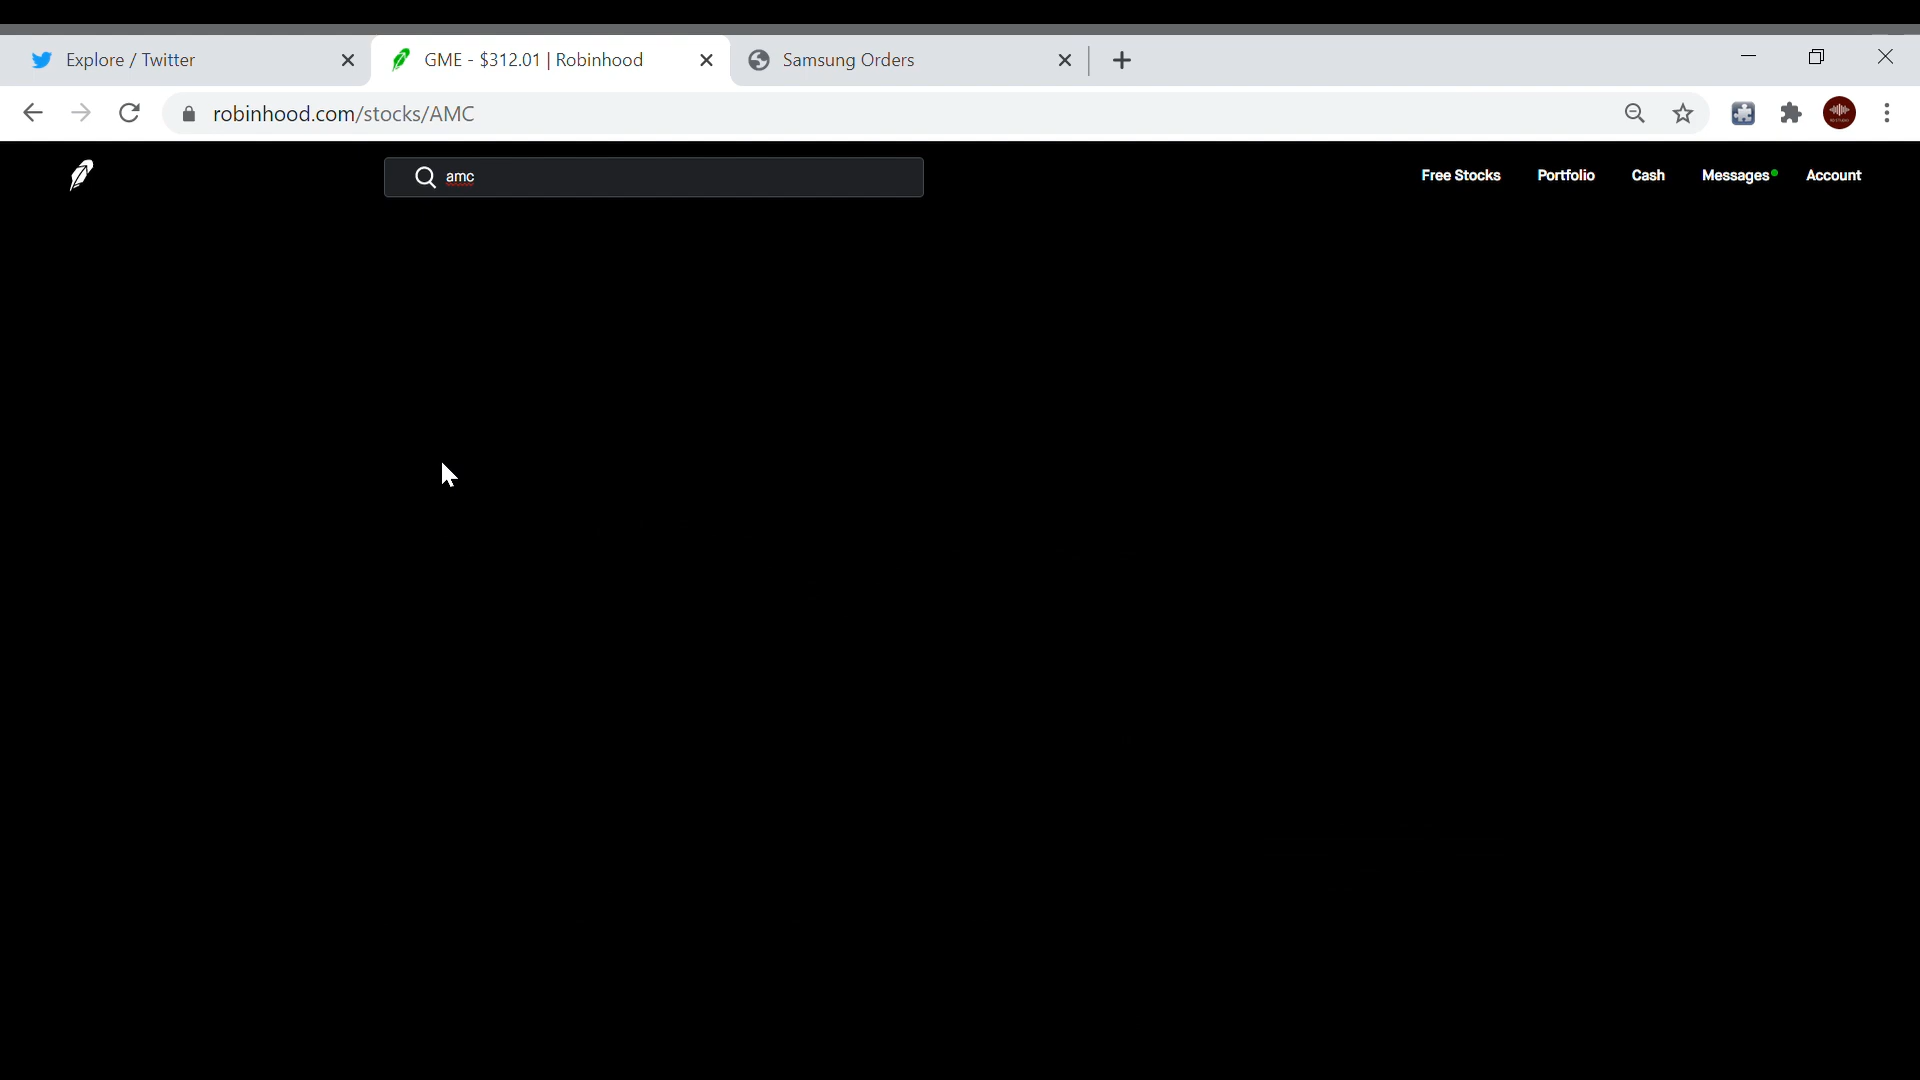 Explore / Twitter
GME - $312.01 | Robinhood
Samsung Orders
robinhood.com/stocks/AMC
amc
Free Stocks
Portfolio
Cash
Messages
Account